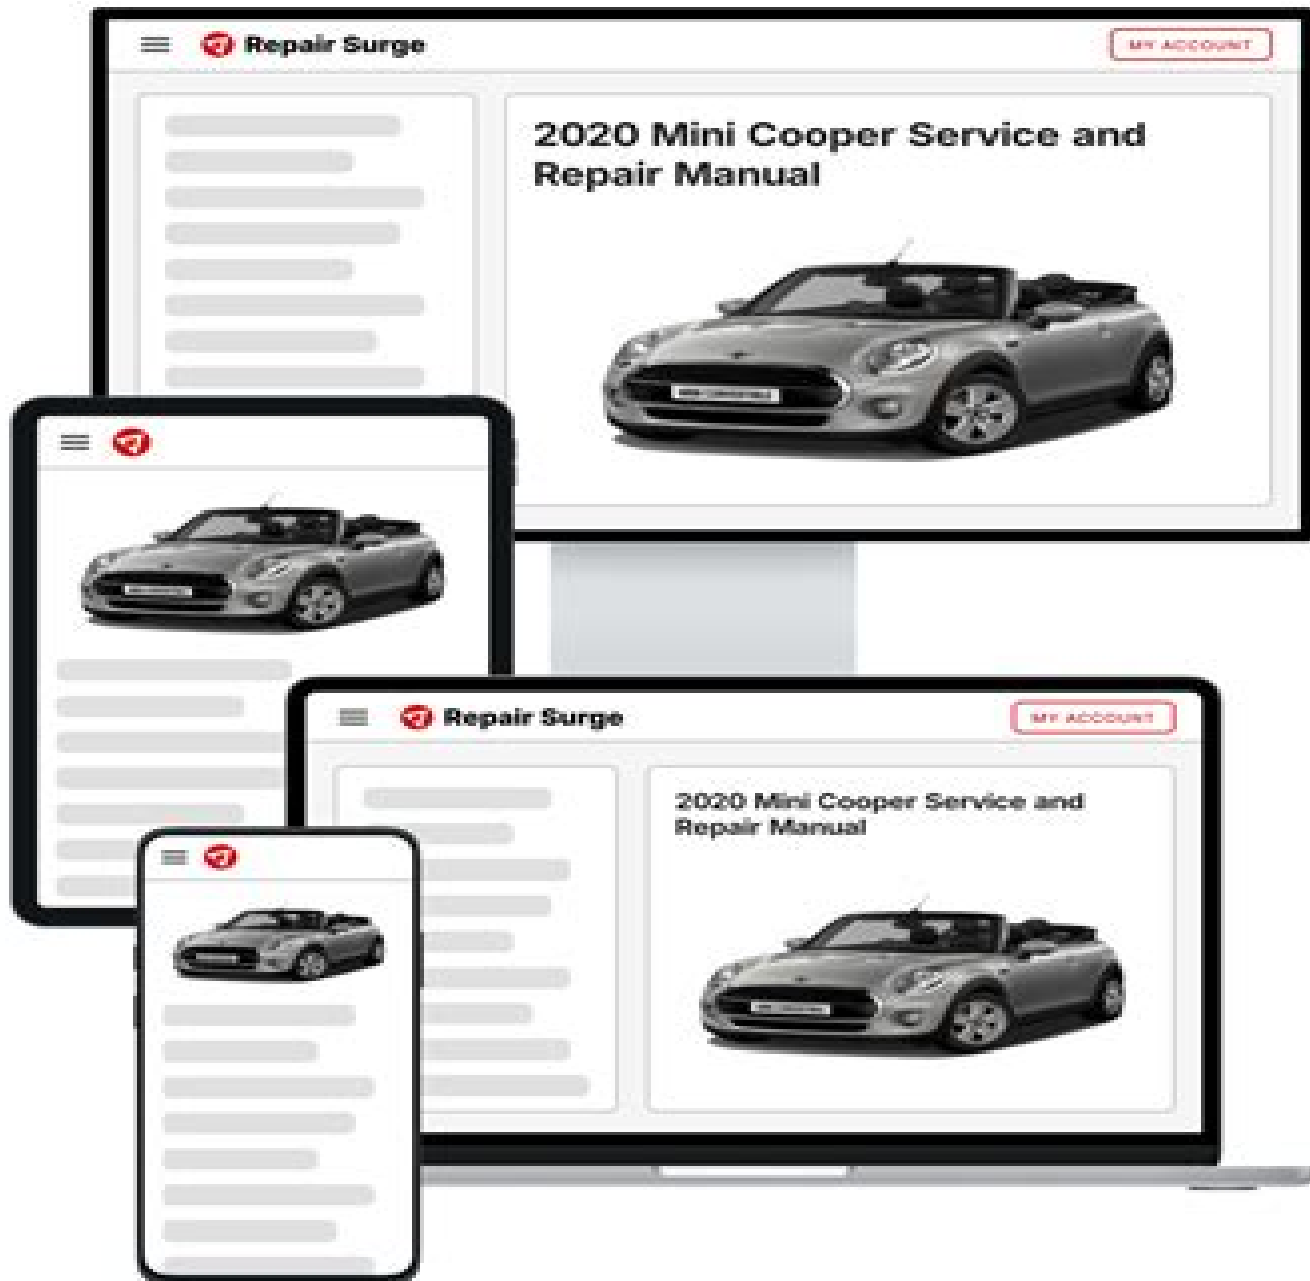 Repair Surge
MY ACCOUNT
2020 Mini Cooper Service and
Repair Manual
Repair Surge
MY ACCOUNT
2020 Mini Cooper Service and
Repair Manual